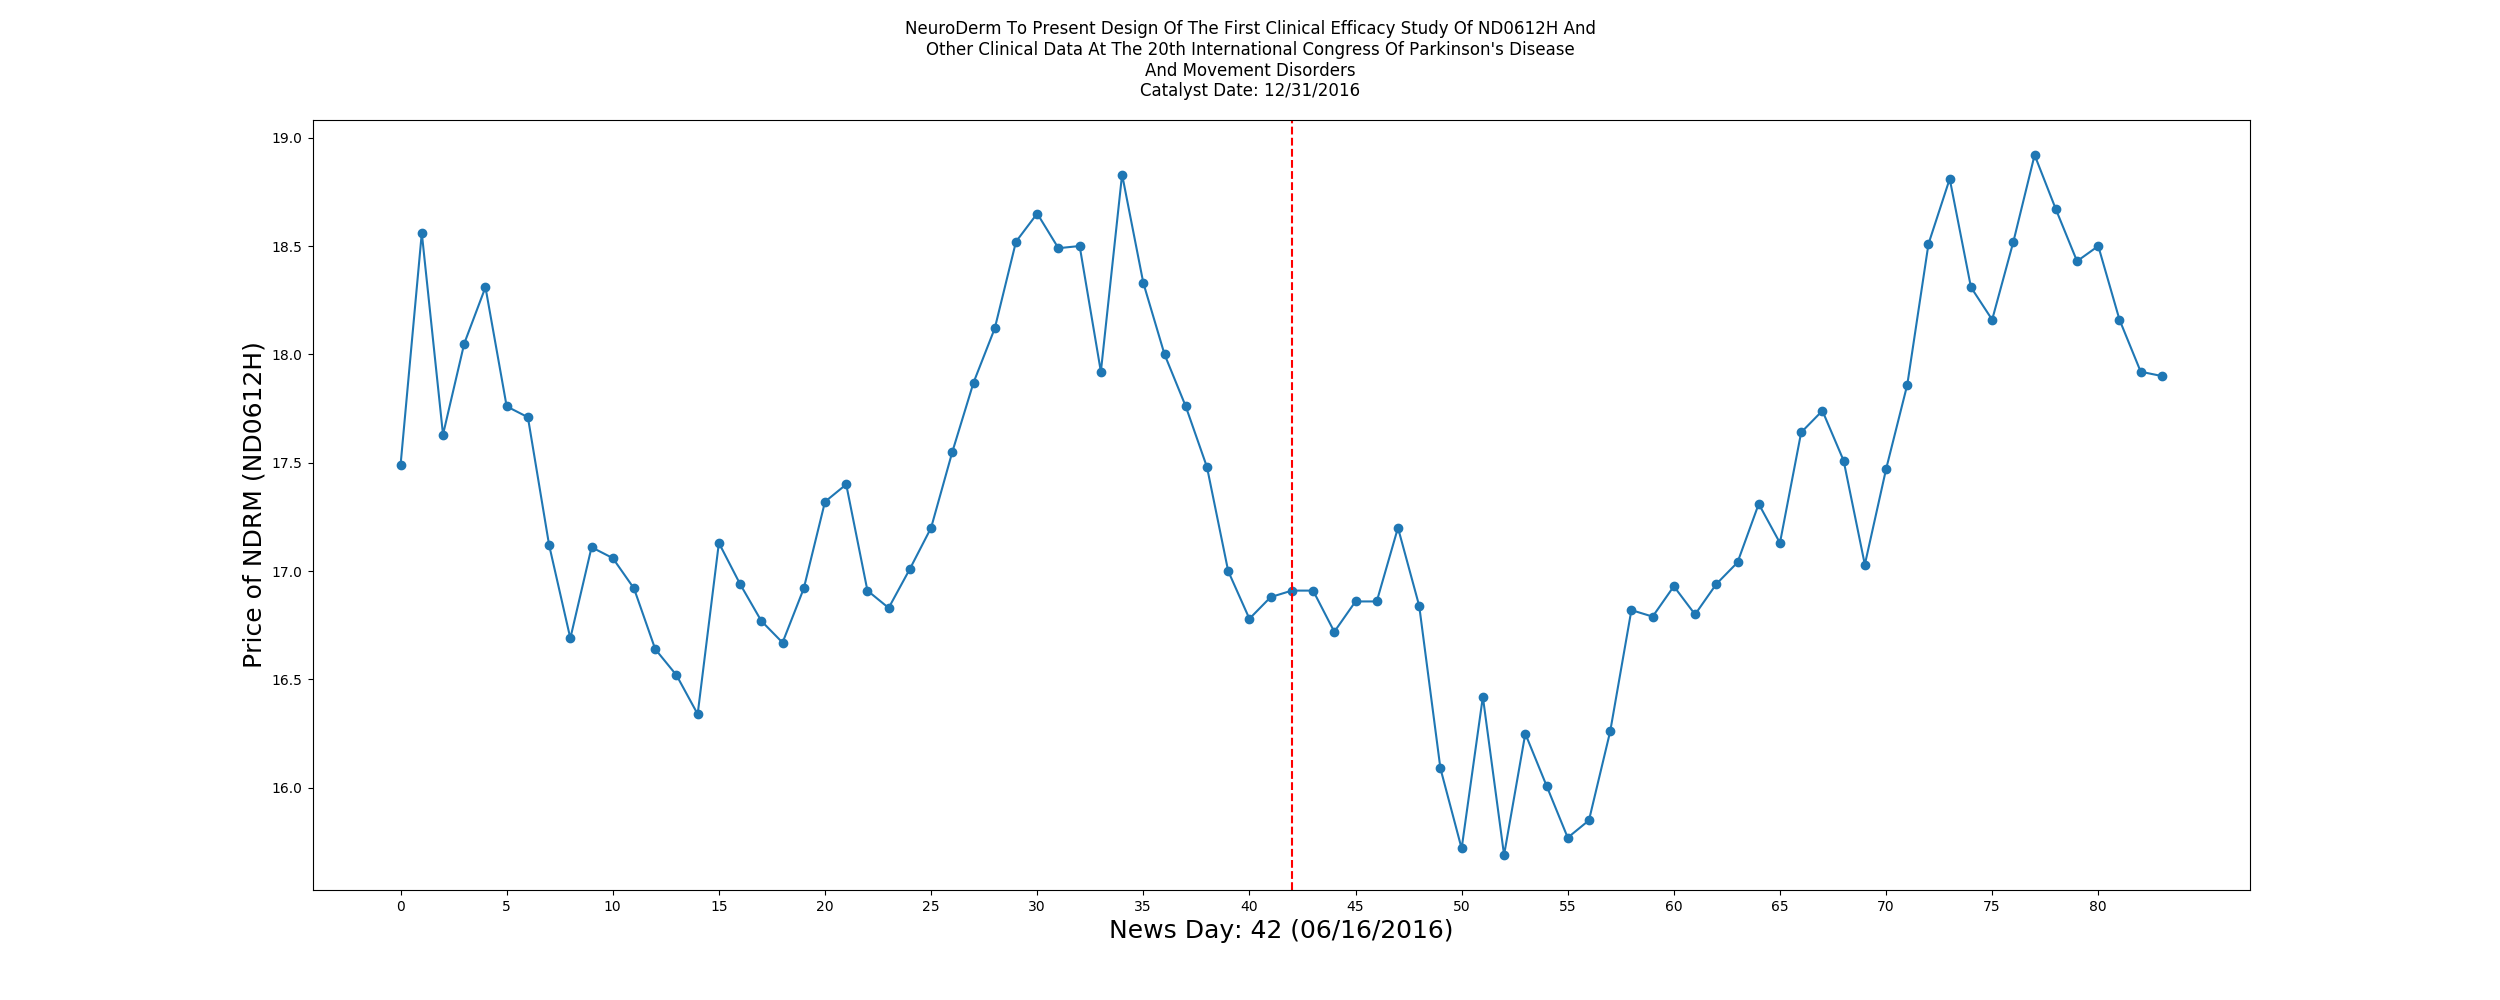 NeuroDerm To Present Design Of The First Clinical Efficacy Study Of ND0612H And
Other Clinical Data At The 20th International Congress Of Parkinson's Disease
And Movement Disorders
Catalyst Date: 12/31/2016
Price of NDRM (ND0612H)
19.0
18.5
18.0
17.5
17.0
16.5
16.0
0 5 10 15 20 25 30 35 40 45 50 55 60 65 70 75 80
News Day: 42 (06/16/2016)